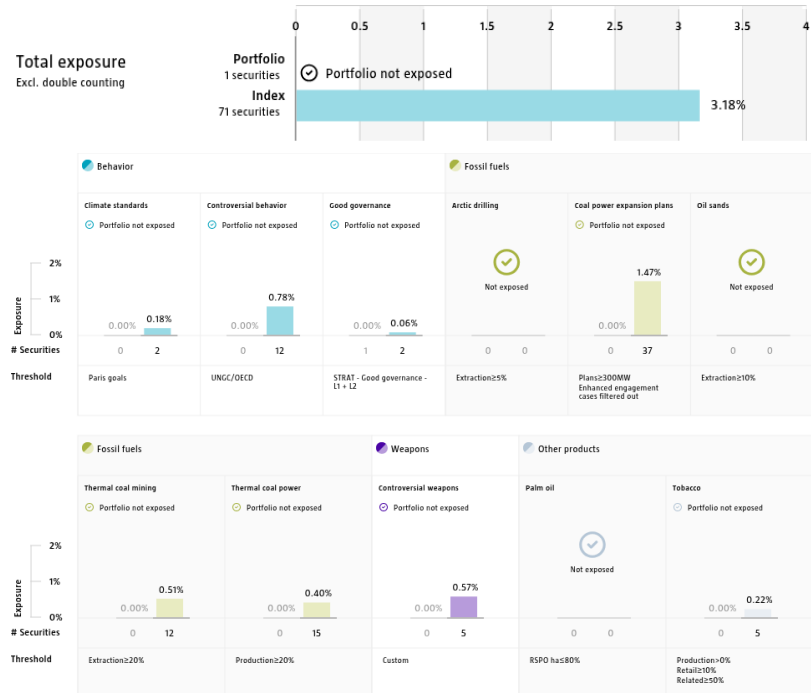 0 0.5 1 1.5 2 2.5 3 3.5 4
Total exposure
Excl. double counting
Portfolio
1 securities
Portfolio not exposed
Index
71 securities
3.18%
Behavior
Fossil fuels
Climate standards
Controversial behavior
Good governance
Arctic drilling
Coal power expansion plans
Oil sands
Portfolio not exposed
Portfolio not exposed
Portfolio not exposed
Portfolio not exposed
Not exposed
Not exposed
Exposure
2%
1%
0%
0.00% 0.18%
0.00% 0.78%
0.00% 0.06%
0.00% 1.47%
# Securities
0 2
0 12
1 2
0 0
0 37
0 0
Threshold
Paris goals
UNGC/OECD
STRAT - Good governance -
L1 + L2
Extraction≥5%
Plans≥300MW
Enhanced engagement
cases filtered out
Extraction≥10%
Fossil fuels
Weapons
Other products
Thermal coal mining
Thermal coal power
Controversial weapons
Palm oil
Tobacco
Portfolio not exposed
Portfolio not exposed
Portfolio not exposed
Portfolio not exposed
Not exposed
Exposure
2%
1%
0%
0.00% 0.51%
0.00% 0.40%
0.00% 0.57%
0.00% 0.22%
# Securities
0 12
0 15
0 5
0 0
0 5
Threshold
Extraction≥20%
Production≥20%
Custom
RSPO ha≤80%
Production>0%
Retail≥10%
Related≥50%